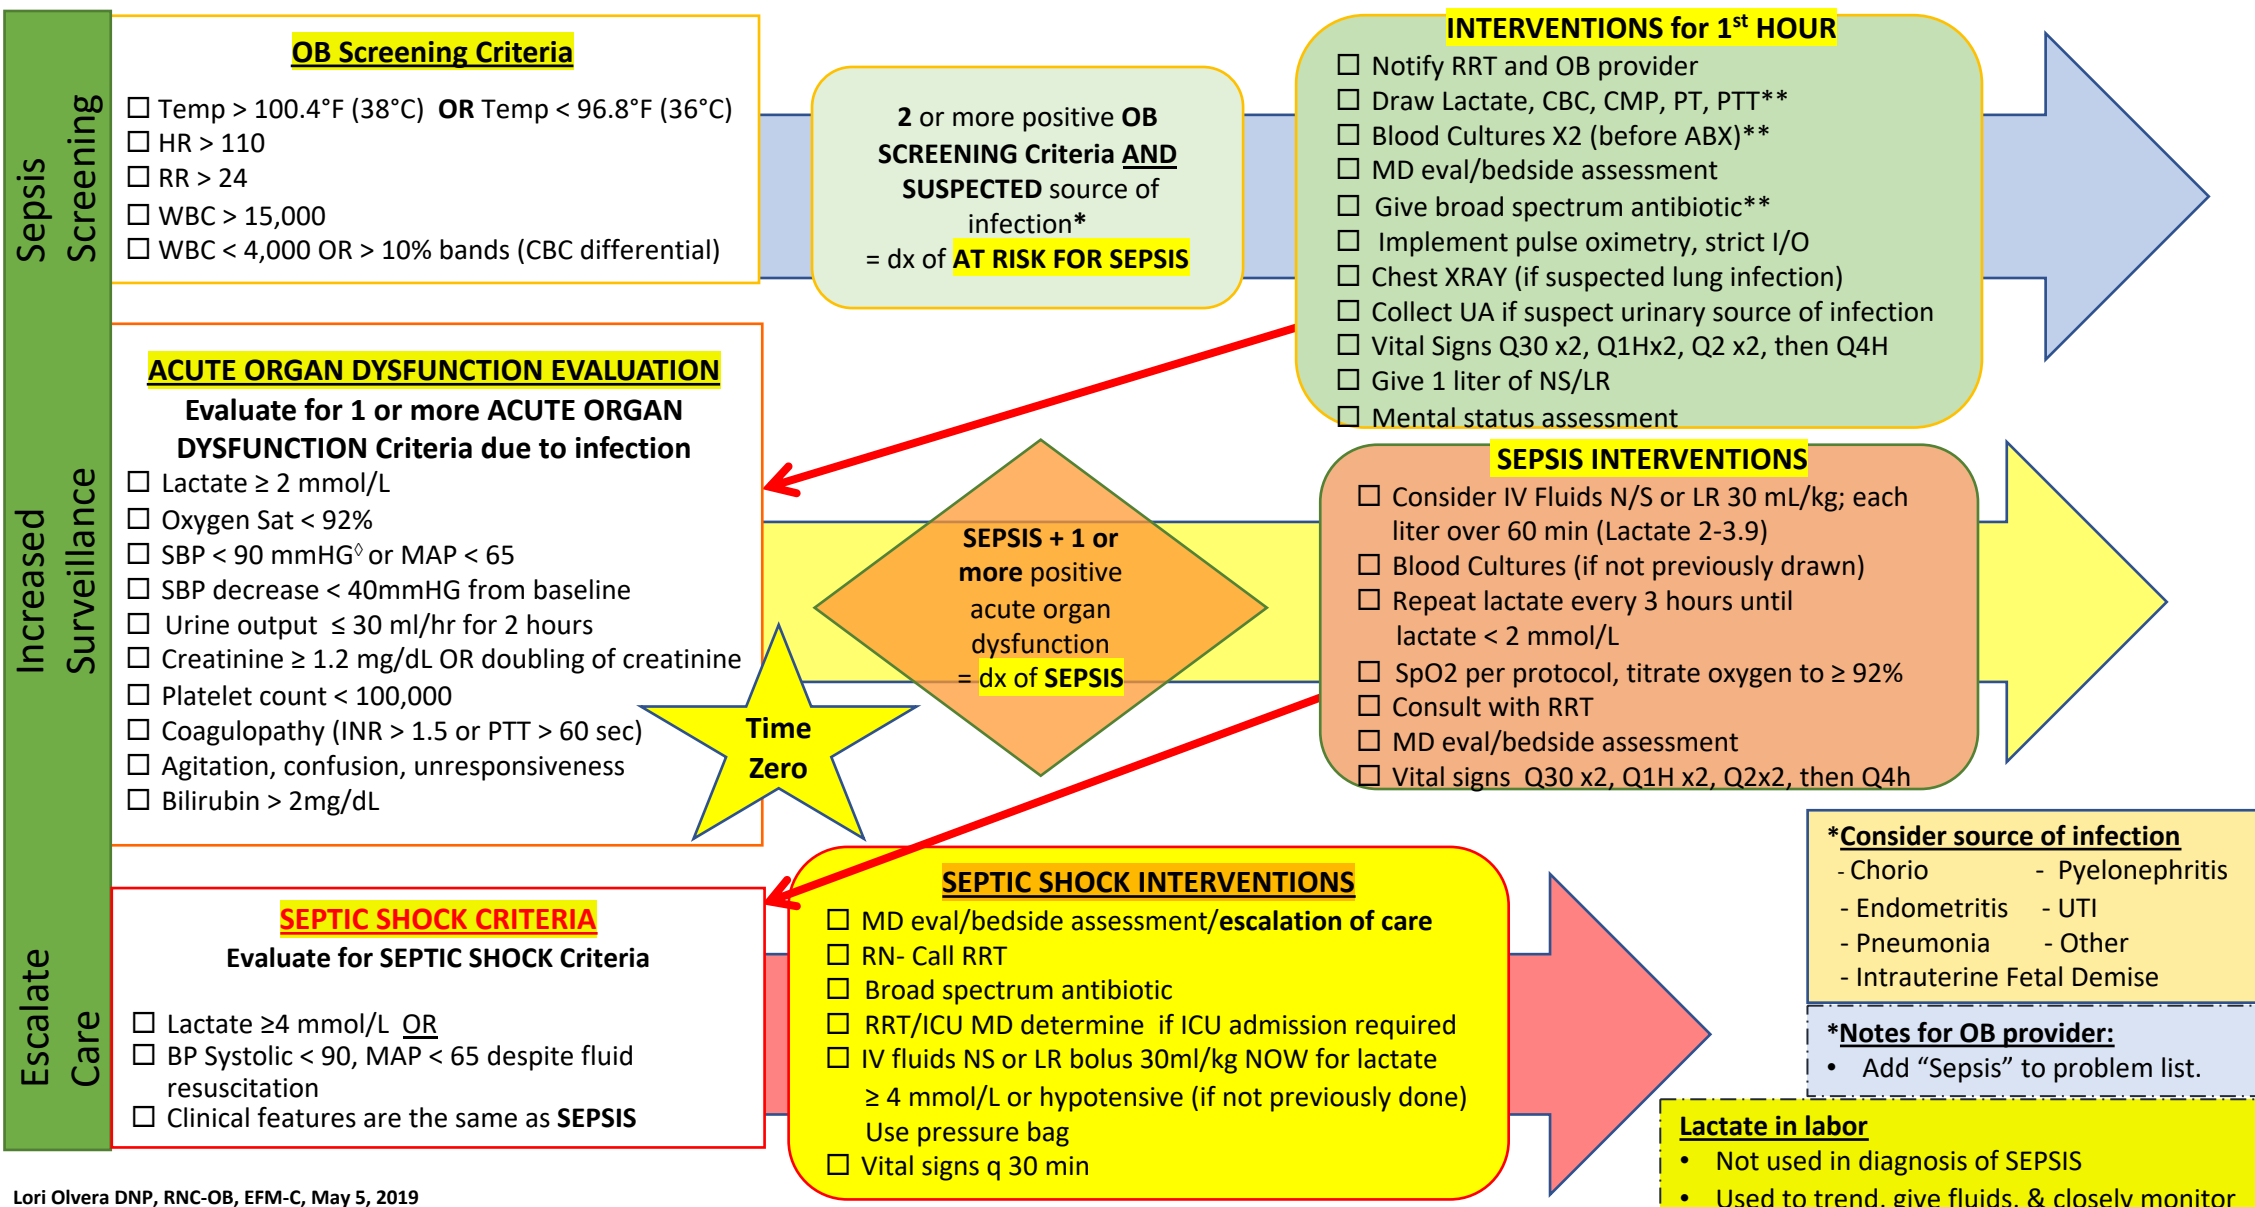 Sepsis
Screening
OB Screening Criteria
☐ Temp > 100.4°F (38°C) OR Temp < 96.8°F (36°C)
☐ HR > 110
☐ RR > 24
☐ WBC > 15,000
☐ WBC < 4,000 OR > 10% bands (CBC differential)
2 or more positive OB
SCREENING Criteria AND
SUSPECTED source of
infection*
= dx of AT RISK FOR SEPSIS
INTERVENTIONS for 1st HOUR
☐ Notify RRT and OB provider
☐ Draw Lactate, CBC, CMP, PT, PTT**
☐ Blood Cultures X2 (before ABX)**
☐ MD eval/bedside assessment
☐ Give broad spectrum antibiotic**
☐ Implement pulse oximetry, strict I/O
☐ Chest XRAY (if suspected lung infection)
☐ Collect UA if suspect urinary source of infection
☐ Vital Signs Q30 x2, Q1Hx2, Q2 x2, then Q4H
☐ Give 1 liter of NS/LR
☐ Mental status assessment
Increased
Surveillance
ACUTE ORGAN DYSFUNCTION EVALUATION
Evaluate for 1 or more ACUTE ORGAN
DYSFUNCTION Criteria due to infection
☐ Lactate ≥ 2 mmol/L
☐ Oxygen Sat < 92%
☐ SBP < 90 mmHG◊ or MAP < 65
☐ SBP decrease < 40mmHG from baseline
☐ Urine output ≤ 30 ml/hr for 2 hours
☐ Creatinine ≥ 1.2 mg/dL OR doubling of creatinine
☐ Platelet count < 100,000
☐ Coagulopathy (INR > 1.5 or PTT > 60 sec)
☐ Agitation, confusion, unresponsiveness
☐ Bilirubin > 2mg/dL
Time
Zero
SEPSIS + 1 or
more positive
acute organ
dysfunction
= dx of SEPSIS
SEPSIS INTERVENTIONS
☐ Consider IV Fluids N/S or LR 30 mL/kg; each
liter over 60 min (Lactate 2-3.9)
☐ Blood Cultures (if not previously drawn)
☐ Repeat lactate every 3 hours until
lactate < 2 mmol/L
☐ SpO2 per protocol, titrate oxygen to ≥ 92%
☐ Consult with RRT
☐ MD eval/bedside assessment
☐ Vital signs Q30 x2, Q1H x2, Q2x2, then Q4h
Escalate
Care
SEPTIC SHOCK CRITERIA
Evaluate for SEPTIC SHOCK Criteria
☐ Lactate ≥4 mmol/L OR
☐ BP Systolic < 90, MAP < 65 despite fluid
resuscitation
☐ Clinical features are the same as SEPSIS
SEPTIC SHOCK INTERVENTIONS
☐ MD eval/bedside assessment/escalation of care
☐ RN- Call RRT
☐ Broad spectrum antibiotic
☐ RRT/ICU MD determine if ICU admission required
☐ IV fluids NS or LR bolus 30ml/kg NOW for lactate
≥ 4 mmol/L or hypotensive (if not previously done)
Use pressure bag
☐ Vital signs q 30 min
*Consider source of infection
- Chorio - Pyelonephritis
- Endometritis - UTI
- Pneumonia - Other
- Intrauterine Fetal Demise
*Notes for OB provider:
• Add “Sepsis” to problem list.
Lactate in labor
• Not used in diagnosis of SEPSIS
• Used to trend, give fluids, & closely monitor
Lori Olvera DNP, RNC-OB, EFM-C, May 5, 2019